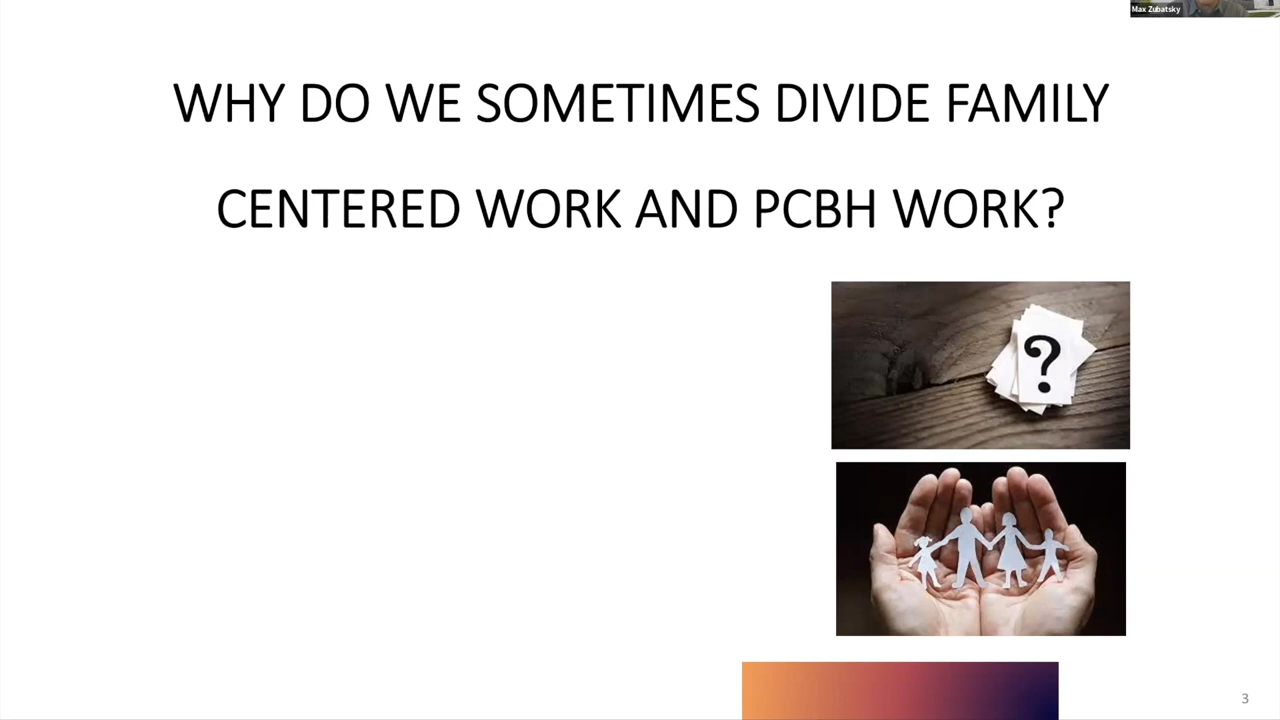 Max Zubatsky
WHY DO WE SOMETIMES DIVIDE FAMILY
CENTERED WORK AND PCBH WORK?
?
3